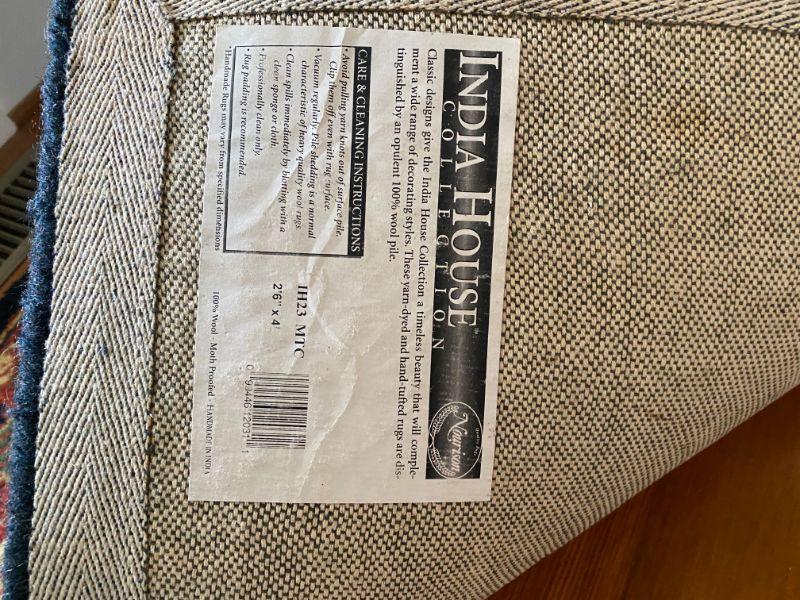 INDIA HOUSE™
COLLECTION
Nourison
Classic designs give the India House Collection a timeless beauty that will comple-
ment a wide range of decorating styles. These yarn-dyed and hand-tufted rugs are dis-
tinguished by an opulent 100% wool pile.
CARE & CLEANING INSTRUCTIONS
• Avoid pulling yarn knots out of surface pile.
Clip them off even with rug surface.
• Vacuum regularly. Pile shedding is a normal
characteristic of heavy quality wool rugs.
• Clean spills immediately by blotting with a
clean sponge or cloth.
• Professionally clean only.
• Rug padding is recommended.
*Handmade Rugs may vary from specified dimensions
IH23 MTC
2'6" x 4'
100% Wool - Moth Proofed - HANDMADE IN INDIA